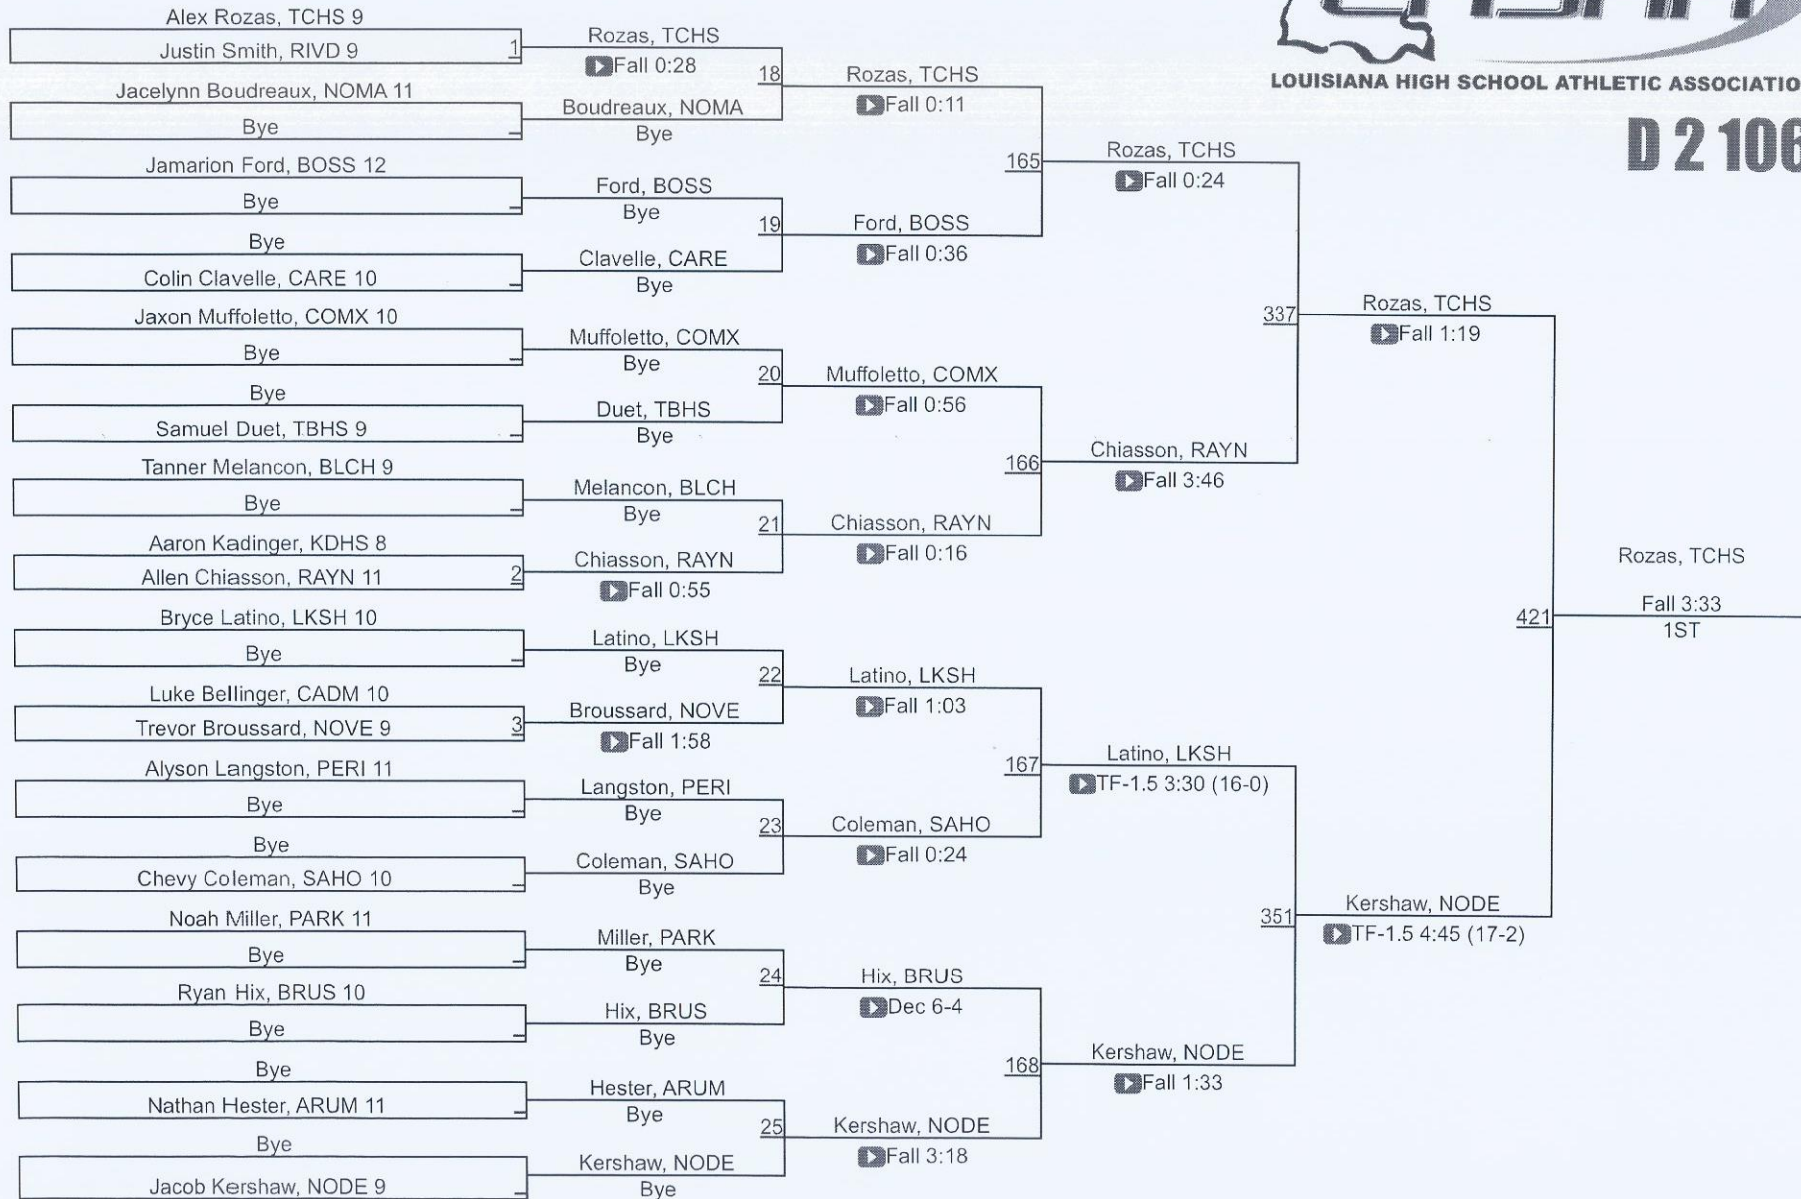 LOUISIANA HIGH SCHOOL ATHLETIC ASSOCIATIO
D 2 106
Alex Rozas, TCHS 9
Justin Smith, RIVD 9
1
Jacelynn Boudreaux, NOMA 11
Bye
Jamarion Ford, BOSS 12
Bye
Bye
Colin Clavelle, CARE 10
Jaxon Muffoletto, COMX 10
Bye
Bye
Samuel Duet, TBHS 9
Tanner Melancon, BLCH 9
Bye
Aaron Kadinger, KDHS 8
Allen Chiasson, RAYN 11
2
Bryce Latino, LKSH 10
Bye
Luke Bellinger, CADM 10
Trevor Broussard, NOVE 9
3
Alyson Langston, PERI 11
Bye
Bye
Chevy Coleman, SAHO 10
Noah Miller, PARK 11
Bye
Ryan Hix, BRUS 10
Bye
Bye
Nathan Hester, ARUM 11
Bye
Jacob Kershaw, NODE 9
Rozas, TCHS
Fall 0:28
18
Boudreaux, NOMA
Bye
Ford, BOSS
Bye
19
Clavelle, CARE
Bye
Muffoletto, COMX
Bye
20
Duet, TBHS
Bye
Melancon, BLCH
Bye
21
Chiasson, RAYN
Fall 0:55
Latino, LKSH
Bye
22
Broussard, NOVE
Fall 1:58
Langston, PERI
Bye
23
Coleman, SAHO
Bye
Miller, PARK
Bye
24
Hix, BRUS
Bye
Hester, ARUM
Bye
25
Kershaw, NODE
Bye
Rozas, TCHS
Fall 0:11
165
Ford, BOSS
Fall 0:36
Muffoletto, COMX
Fall 0:56
166
Chiasson, RAYN
Fall 0:16
Latino, LKSH
Fall 1:03
167
Coleman, SAHO
Fall 0:24
Hix, BRUS
Dec 6-4
168
Kershaw, NODE
Fall 3:18
Rozas, TCHS
Fall 0:24
337
Chiasson, RAYN
Fall 3:46
Latino, LKSH
TF-1.5 3:30 (16-0)
351
Kershaw, NODE
Fall 1:33
Rozas, TCHS
Fall 1:19
421
Kershaw, NODE
TF-1.5 4:45 (17-2)
Rozas, TCHS
Fall 3:33
1ST